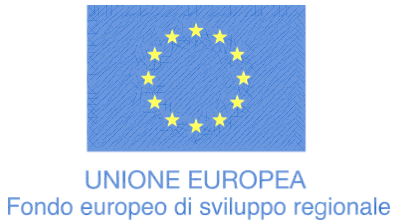 UNIONE EUROPEA
Fondo europeo di sviluppo regionale